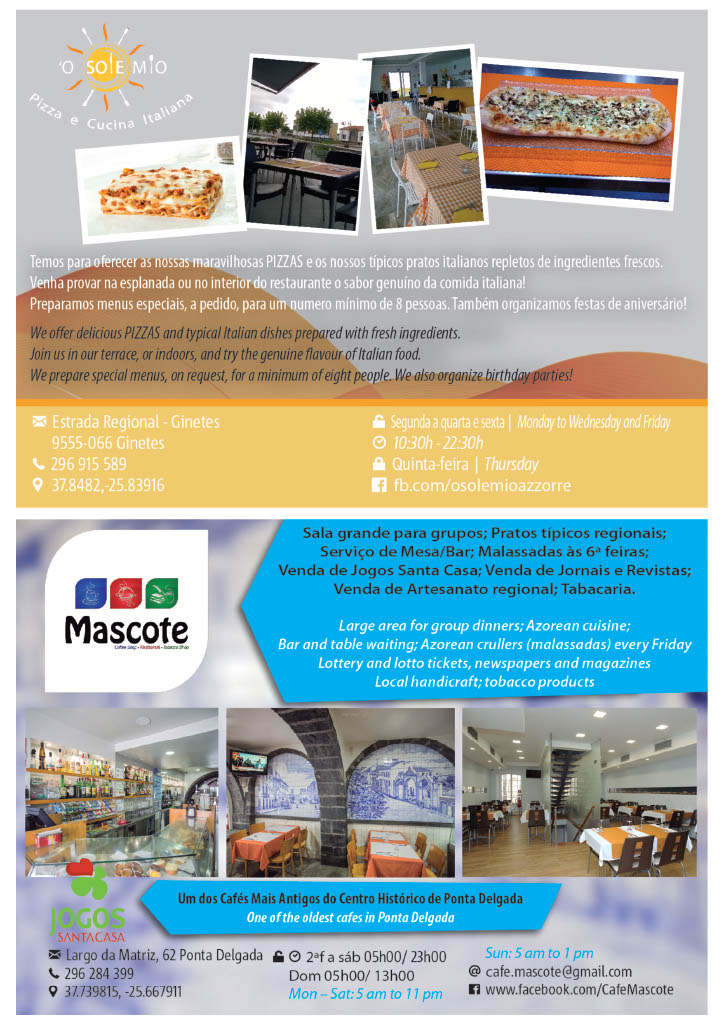 'O SOLE MIO
Pizza e Cucina Italiana
Temos para oferecer as nossas maravilhosas PIZZAS e os nossos típicos pratos italianos repletos de ingredientes frescos.
Venha provar na esplanada ou no interior do restaurante o sabor genuíno da comida italiana!
Preparamos menus especiais, a pedido, para um numero mínimo de 8 pessoas. Também organizamos festas de aniversário!
We offer delicious PIZZAS and typical Italian dishes prepared with fresh ingredients.
Join us in our terrace, or indoors, and try the genuine flavour of Italian food.
We prepare special menus, on request, for a minimum of eight people. We also organize birthday parties!
Estrada Regional - Ginetes
9555-066 Ginetes
296 915 589
37.8482,-25.83916
Segunda a quarta e sexta | Monday to Wednesday and Friday
10:30h - 22:30h
Quinta-feira | Thursday
fb.com/osolemioazzorre
Mascote
Coffee Shop • Restaurant • Tobacco Shop
Sala grande para grupos; Pratos típicos regionais;
Serviço de Mesa/Bar; Malassadas às 6ª feiras;
Venda de Jogos Santa Casa; Venda de Jornais e Revistas;
Venda de Artesanato regional; Tabacaria.
Large area for group dinners; Azorean cuisine;
Bar and table waiting; Azorean crullers (malassadas) every Friday
Lottery and lotto tickets, newspapers and magazines
Local handicraft; tobacco products
JOGOS
SANTACASA
Um dos Cafés Mais Antigos do Centro Histórico de Ponta Delgada
One of the oldest cafes in Ponta Delgada
Largo da Matriz, 62 Ponta Delgada
296 284 399
37.739815, -25.667911
2ªf a sáb 05h00/ 23h00
Dom 05h00/ 13h00
Mon – Sat: 5 am to 11 pm
Sun: 5 am to 1 pm
@ cafe.mascote@gmail.com
www.facebook.com/CafeMascote